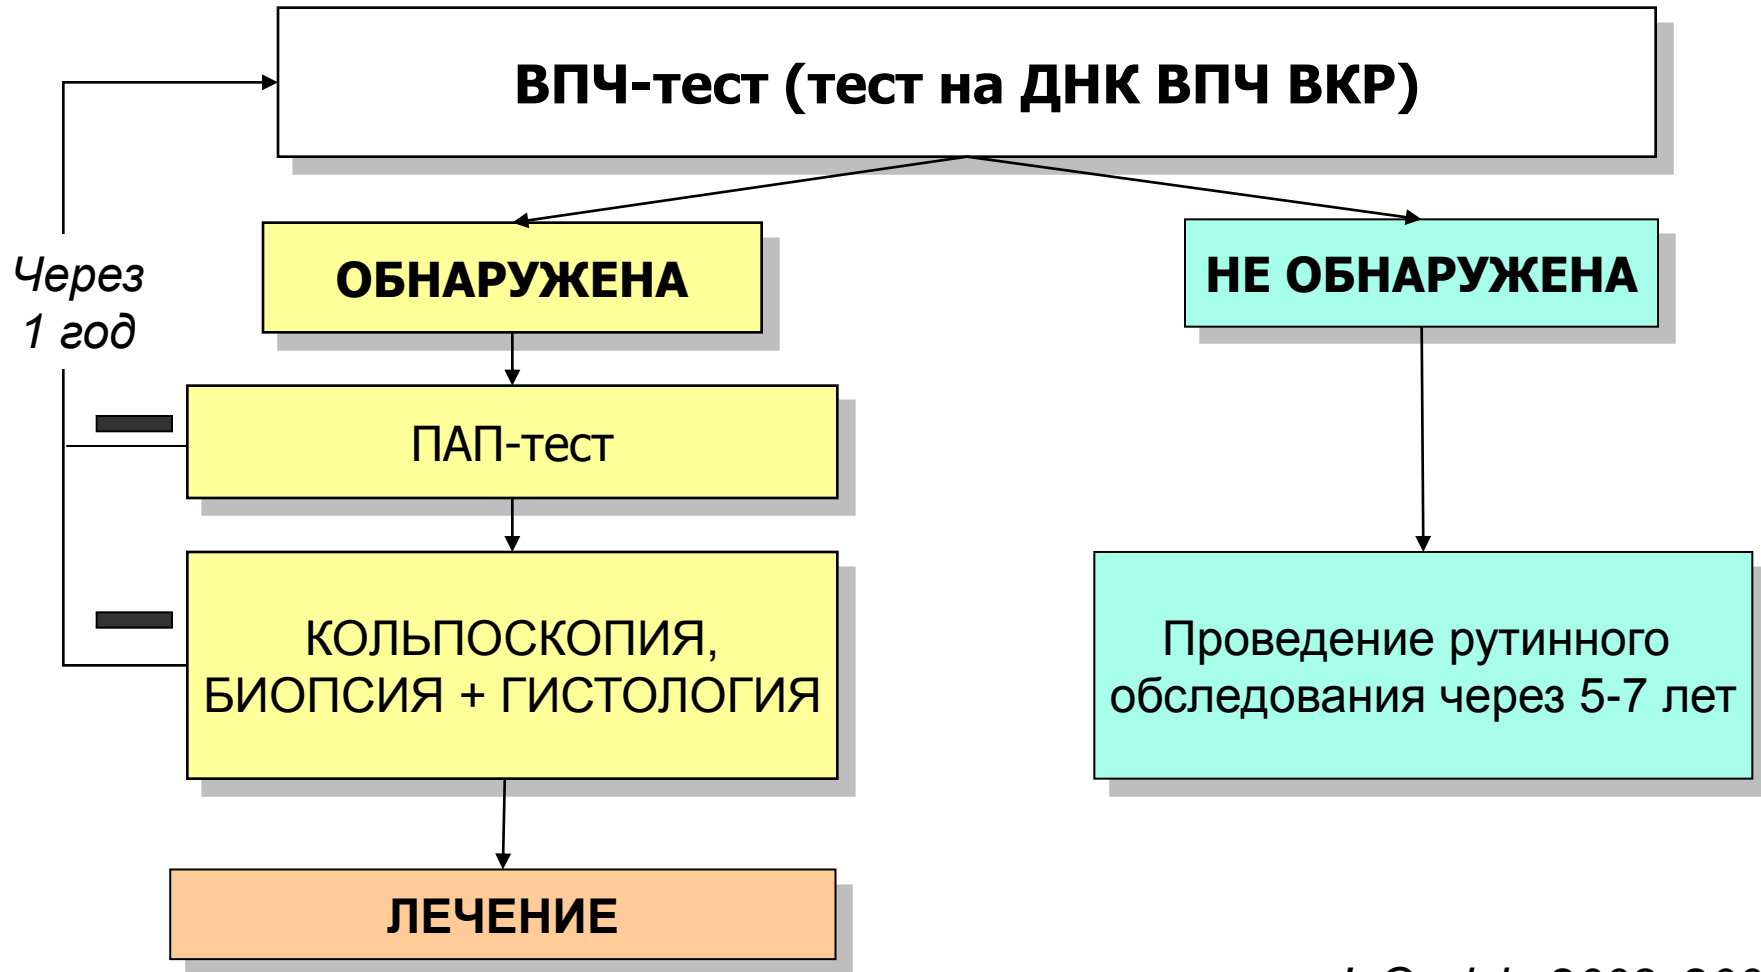 ВПЧ-тест (тест на ДНК ВПЧ ВКР)
Через
1 год
ОБНАРУЖЕНА
НЕ ОБНАРУЖЕНА
ПАП-тест
КОЛЬПОСКОПИЯ,
БИОПСИЯ + ГИСТОЛОГИЯ
Проведение рутинного
обследования через 5-7 лет
ЛЕЧЕНИЕ